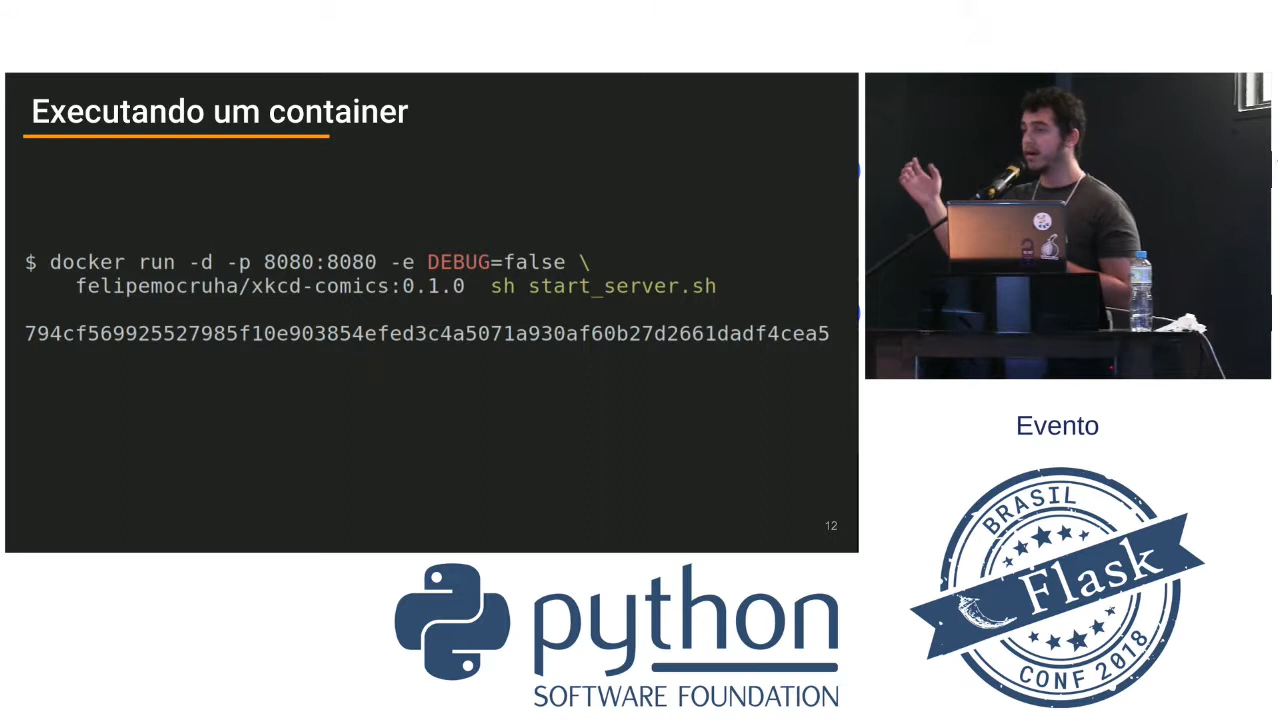 Executando um container
$ docker run -d -p 8080:8080 -e DEBUG=false \
felipemocruha/xkcd-comics:0.1.0 sh start_server.sh
794cf569925527985f10e903854efed3c4a5071a930af60b27d2661dadf4cea5
12
Evento
BRASIL
Flask
CONF 2018
python
SOFTWARE FOUNDATION